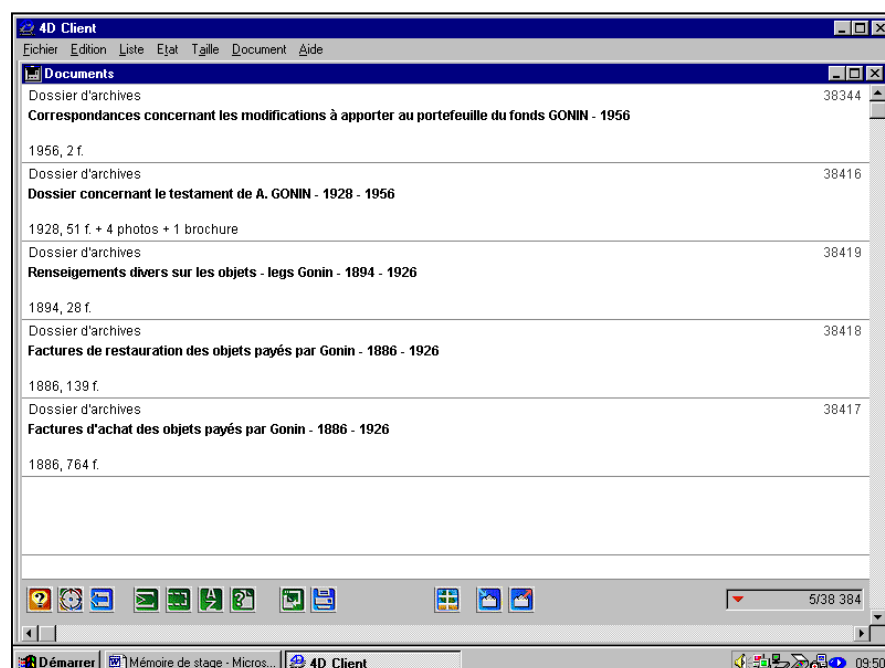 4D Client
Fichier Edition Liste Etat Taille Document Aide
Documents
Dossier d'archives 38344
Correspondances concernant les modifications à apporter au portefeuille du fonds GONIN - 1956
1956, 2 f.
Dossier d'archives 38416
Dossier concernant le testament de A. GONIN - 1928 - 1956
1928, 51 f. + 4 photos + 1 brochure
Dossier d'archives 38419
Renseigements divers sur les objets - legs Gonin - 1894 - 1926
1894, 28 f.
Dossier d'archives 38418
Factures de restauration des objets payés par Gonin - 1886 - 1926
1886, 139 f.
Dossier d'archives 38417
Factures d'achat des objets payés par Gonin - 1886 - 1926
1886, 764 f.
5/38 384
Démarrer Mémoire de stage - Micros... 4D Client 09:50